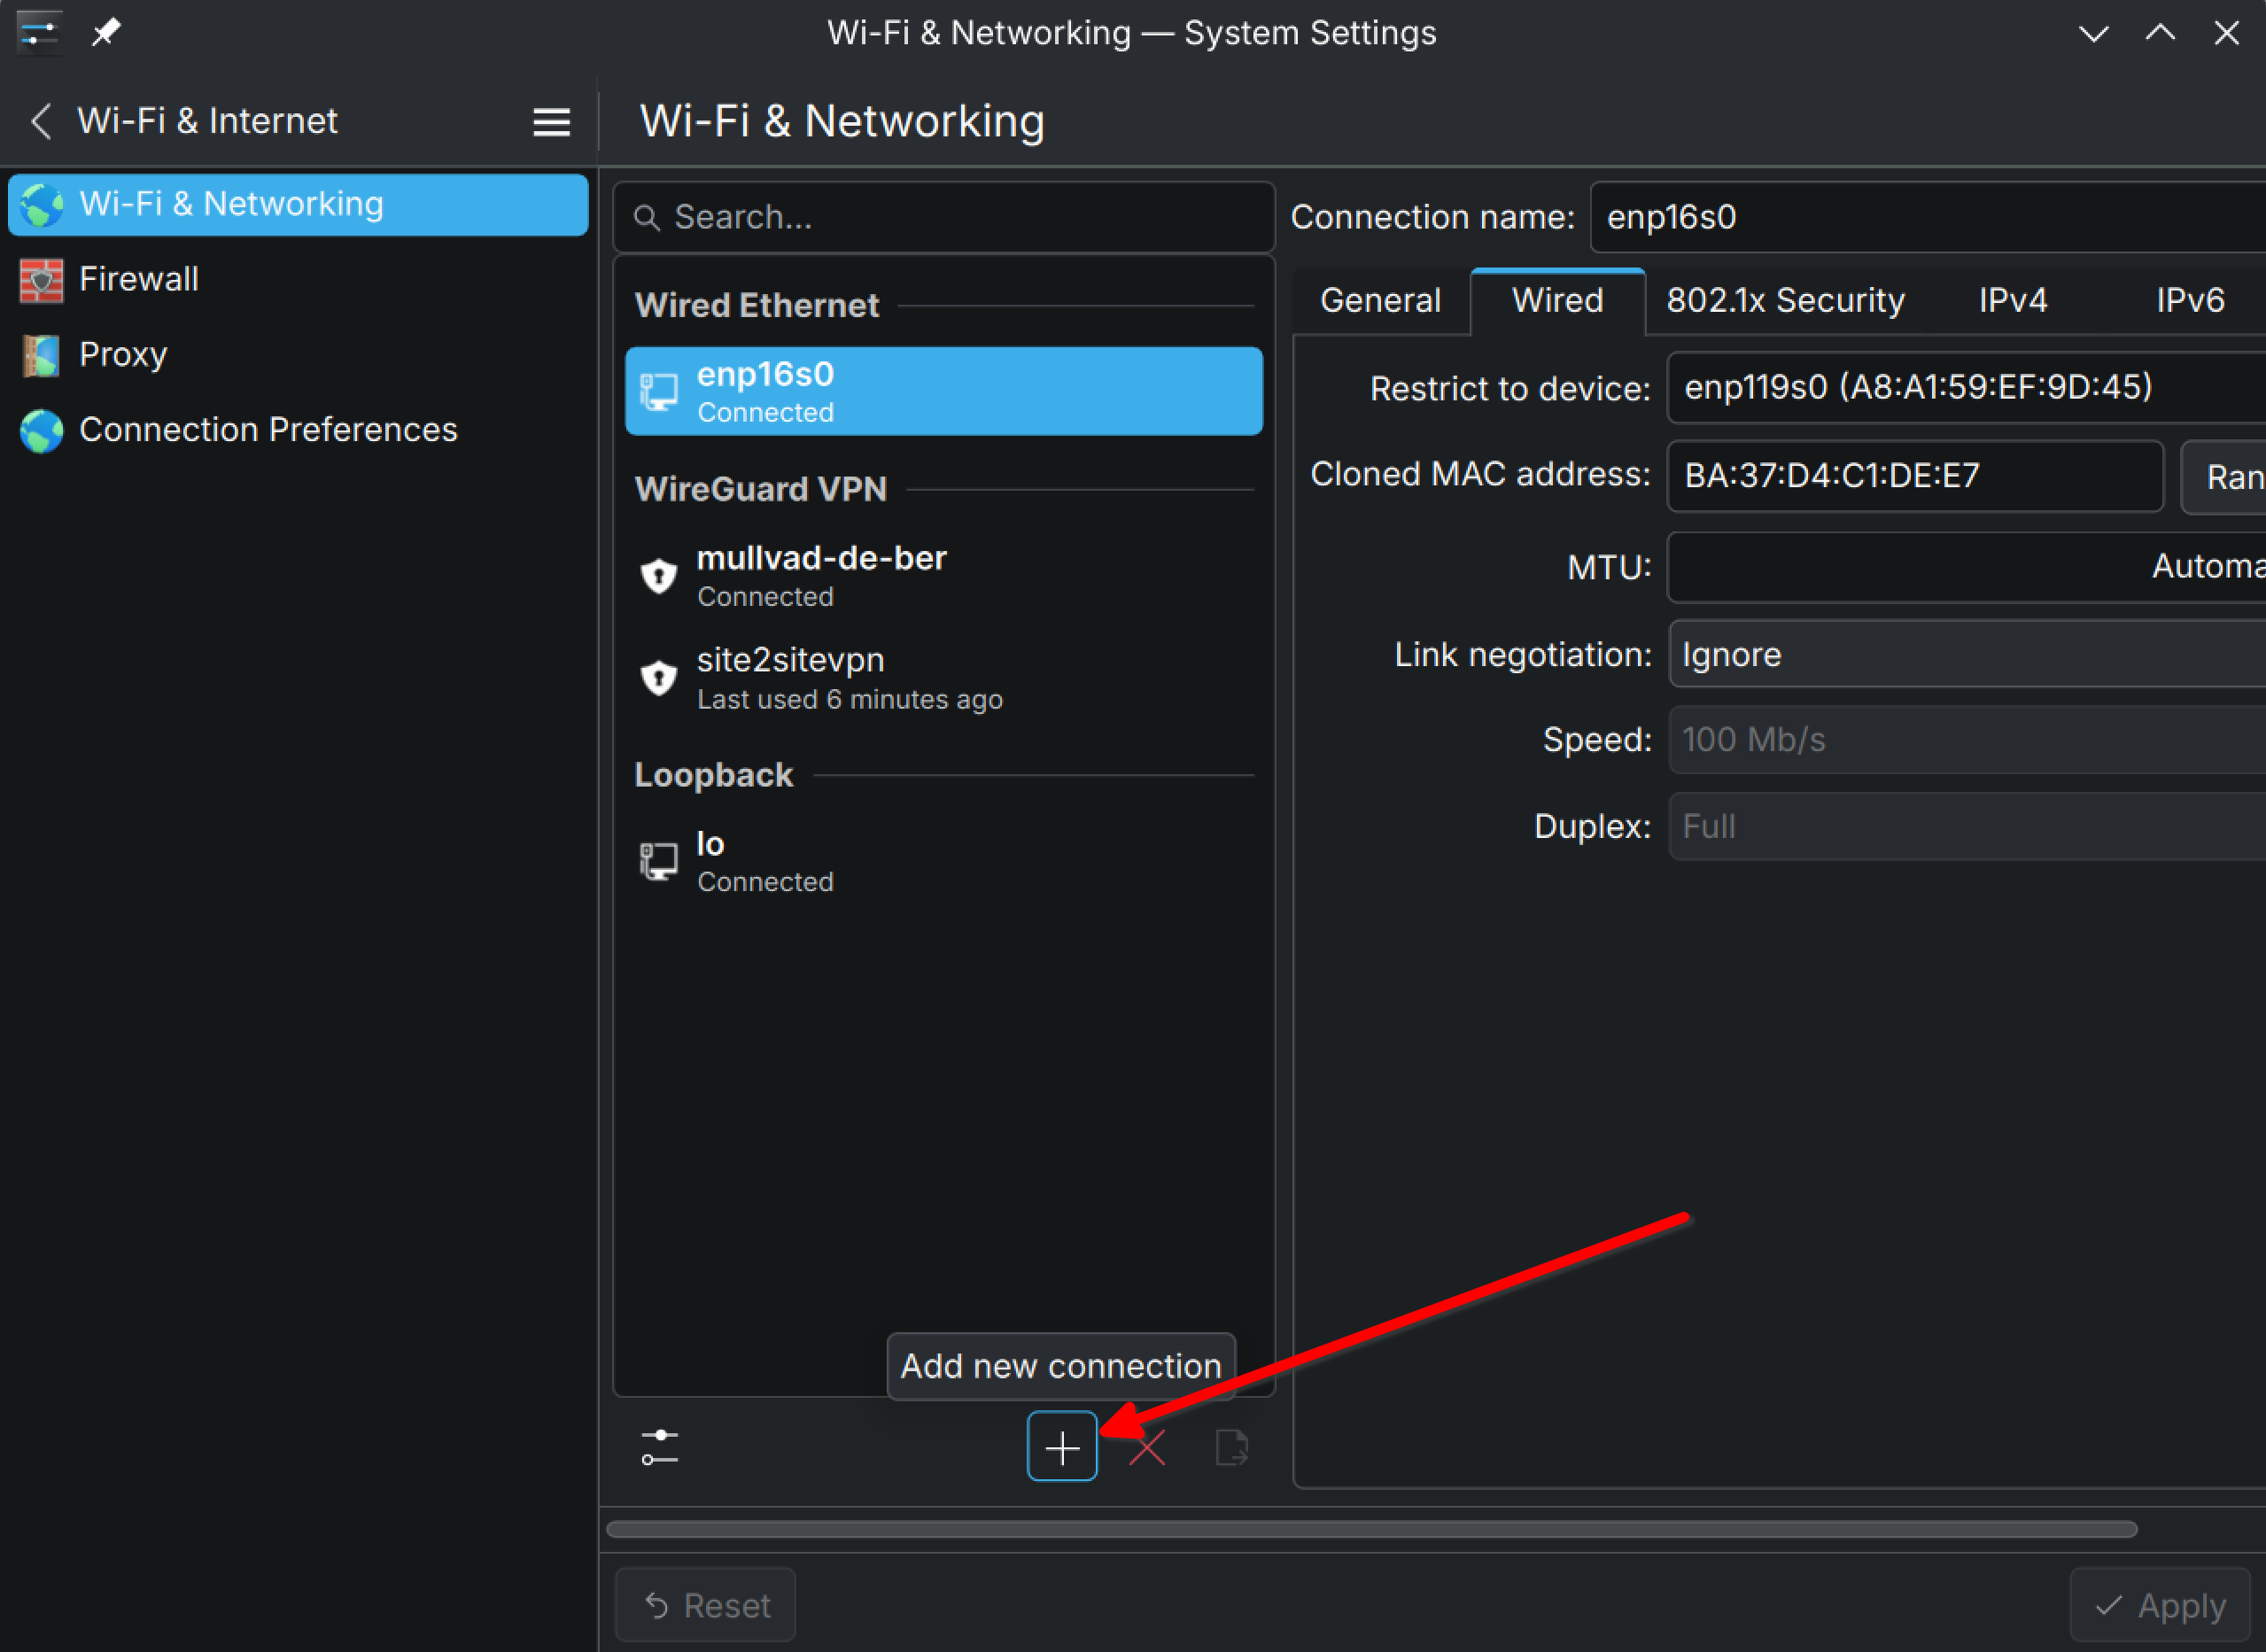 Wi-Fi & Networking — System Settings
Wi-Fi & Internet
Wi-Fi & Networking
Wi-Fi & Networking
Firewall
Proxy
Connection Preferences
Search...
Wired Ethernet
enp16s0
Connected
WireGuard VPN
mullvad-de-ber
Connected
site2sitevpn
Last used 6 minutes ago
Loopback
lo
Connected
Add new connection
Connection name: enp16s0
General Wired 802.1x Security IPv4 IPv6
Restrict to device: enp119s0 (A8:A1:59:EF:9D:45)
Cloned MAC address: BA:37:D4:C1:DE:E7 Ran
MTU: Automa
Link negotiation: Ignore
Speed: 100 Mb/s
Duplex: Full
Reset
Apply